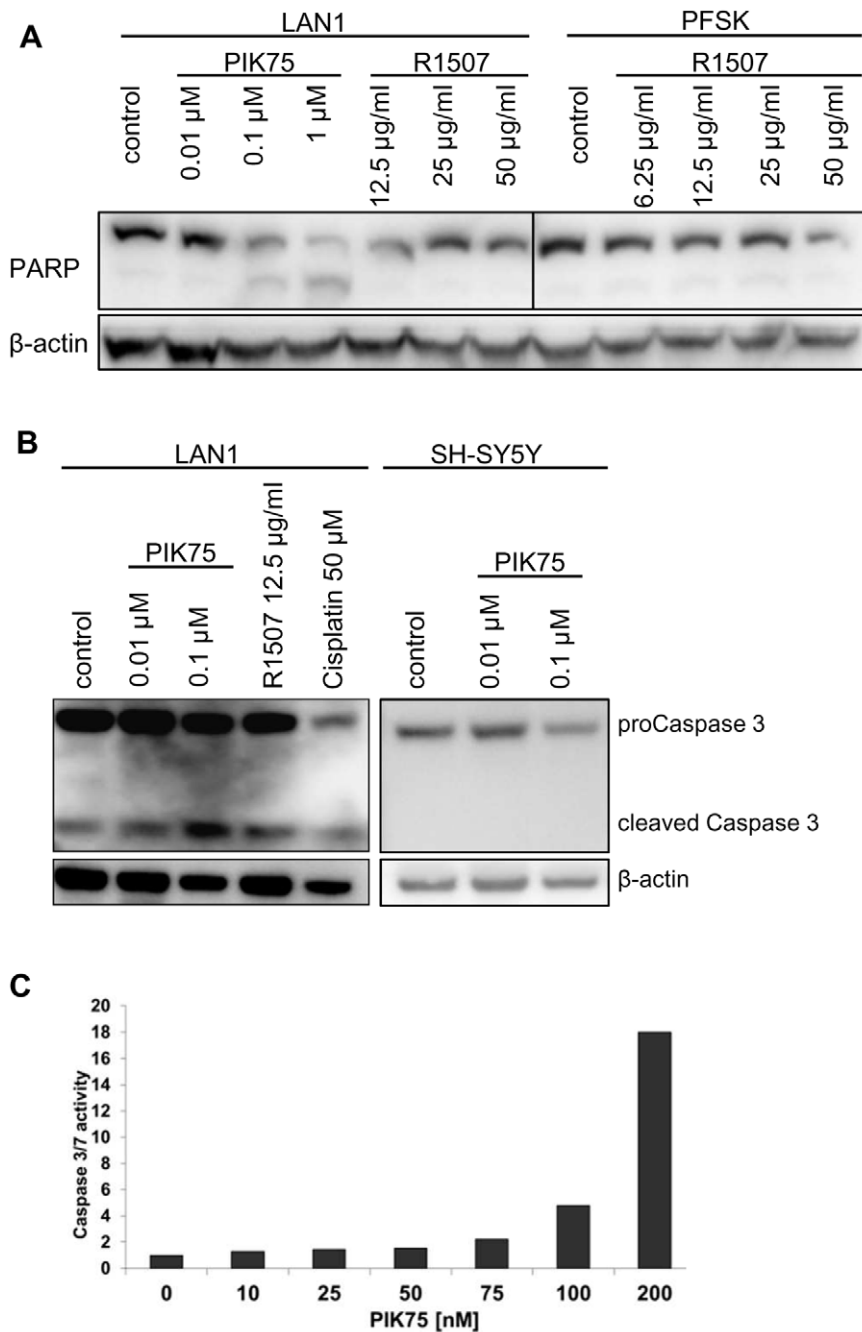 A
LAN1 PFSK
PIK75 R1507 R1507
control 0.01 µM 0.1 µM 1 µM 12.5 µg/ml 25 µg/ml 50 µg/ml control 6.25 µg/ml 12.5 µg/ml 25 µg/ml 50 µg/ml
PARP
β-actin
B
LAN1 SH-SY5Y
PIK75 PIK75
control 0.01 µM 0.1 µM R1507 12.5 µg/ml Cisplatin 50 µM control 0.01 µM 0.1 µM
proCaspase 3
cleaved Caspase 3
β-actin
C
Caspase 3/7 activity
20
18
16
14
12
10
8
6
4
2
0
0 10 25 50 75 100 200
PIK75 [nM]